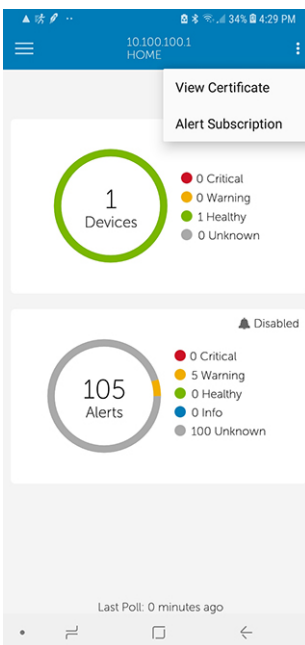 34% 4:29 PM
10.100.100.1
HOME
View Certificate
Alert Subscription
1
Devices
0 Critical
0 Warning
1 Healthy
0 Unknown
Disabled
105
Alerts
0 Critical
5 Warning
0 Healthy
0 Info
100 Unknown
Last Poll: 0 minutes ago